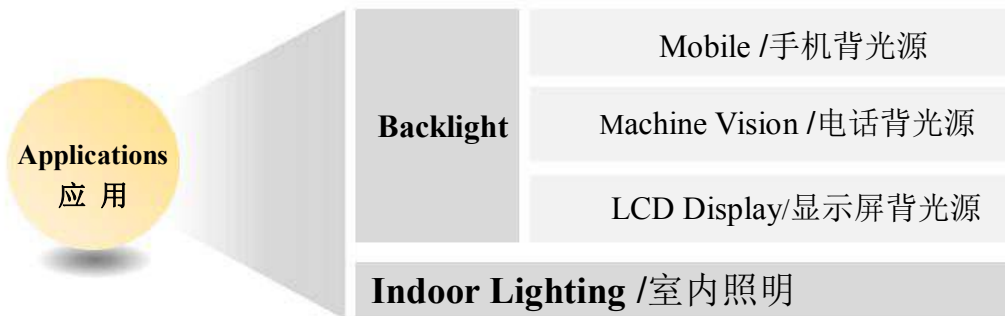 Applications
应 用
Backlight
Mobile /手机背光源
Machine Vision /电话背光源
LCD Display/显示屏背光源
Indoor Lighting /室内照明